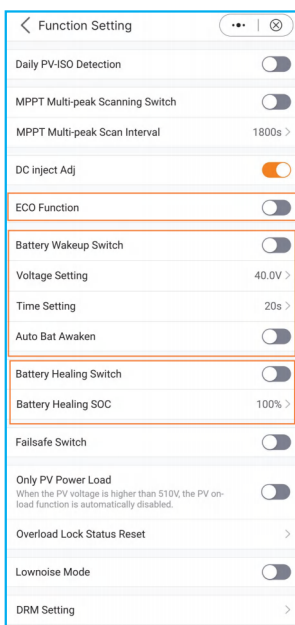 Function Setting
Daily PV-ISO Detection
MPPT Multi-peak Scanning Switch
MPPT Multi-peak Scan Interval 1800s >
DC inject Adj
ECO Function
Battery Wakeup Switch
Voltage Setting 40.0V >
Time Setting 20s >
Auto Bat Awaken
Battery Healing Switch
Battery Healing SOC 100% >
Failsafe Switch
Only PV Power Load
When the PV voltage is higher than 510V, the PV on-
load function is automatically disabled.
Overload Lock Status Reset >
Lownoise Mode
DRM Setting >